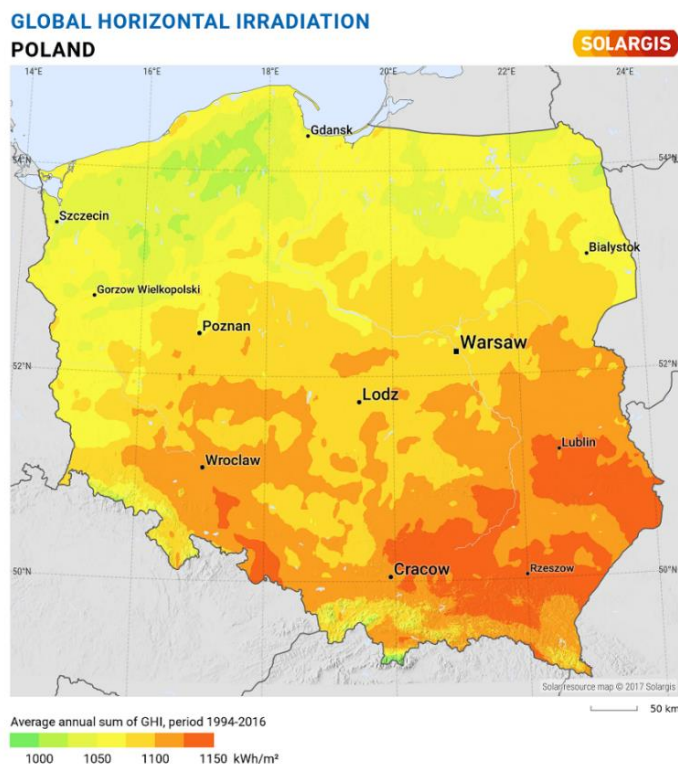 GLOBAL HORIZONTAL IRRADIATION
POLAND
SOLARGIS
14°E 16°E 18°E 20°E 22°E 24°E
Gdansk
54°N 54°N
Szczecin
Bialystok
Gorzow Wielkopolski
Poznan
Warsaw
52°N 52°N
Lodz
Lublin
Wroclaw
50°N Cracow Rzeszow 50°N
Solar resource map © 2017 Solargis
50 km
Average annual sum of GHI, period 1994-2016
1000 1050 1100 1150 kWh/m²